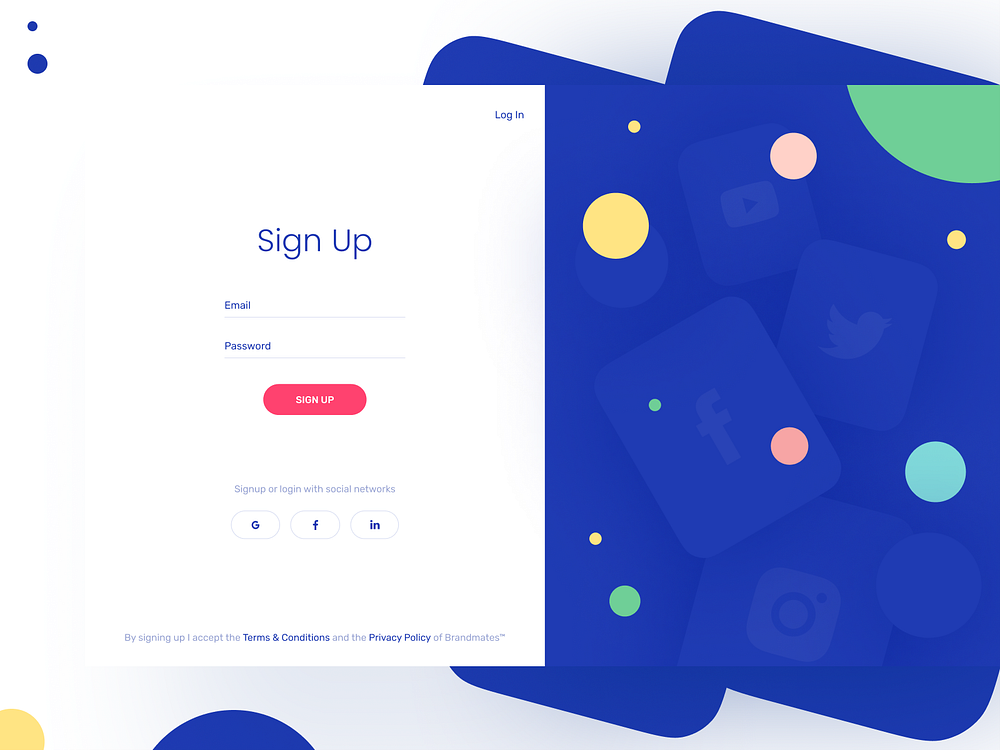 Log In
Sign Up
Email
Password
SIGN UP
Signup or login with social networks
G f in
By signing up I accept the Terms & Conditions and the Privacy Policy of Brandmates™